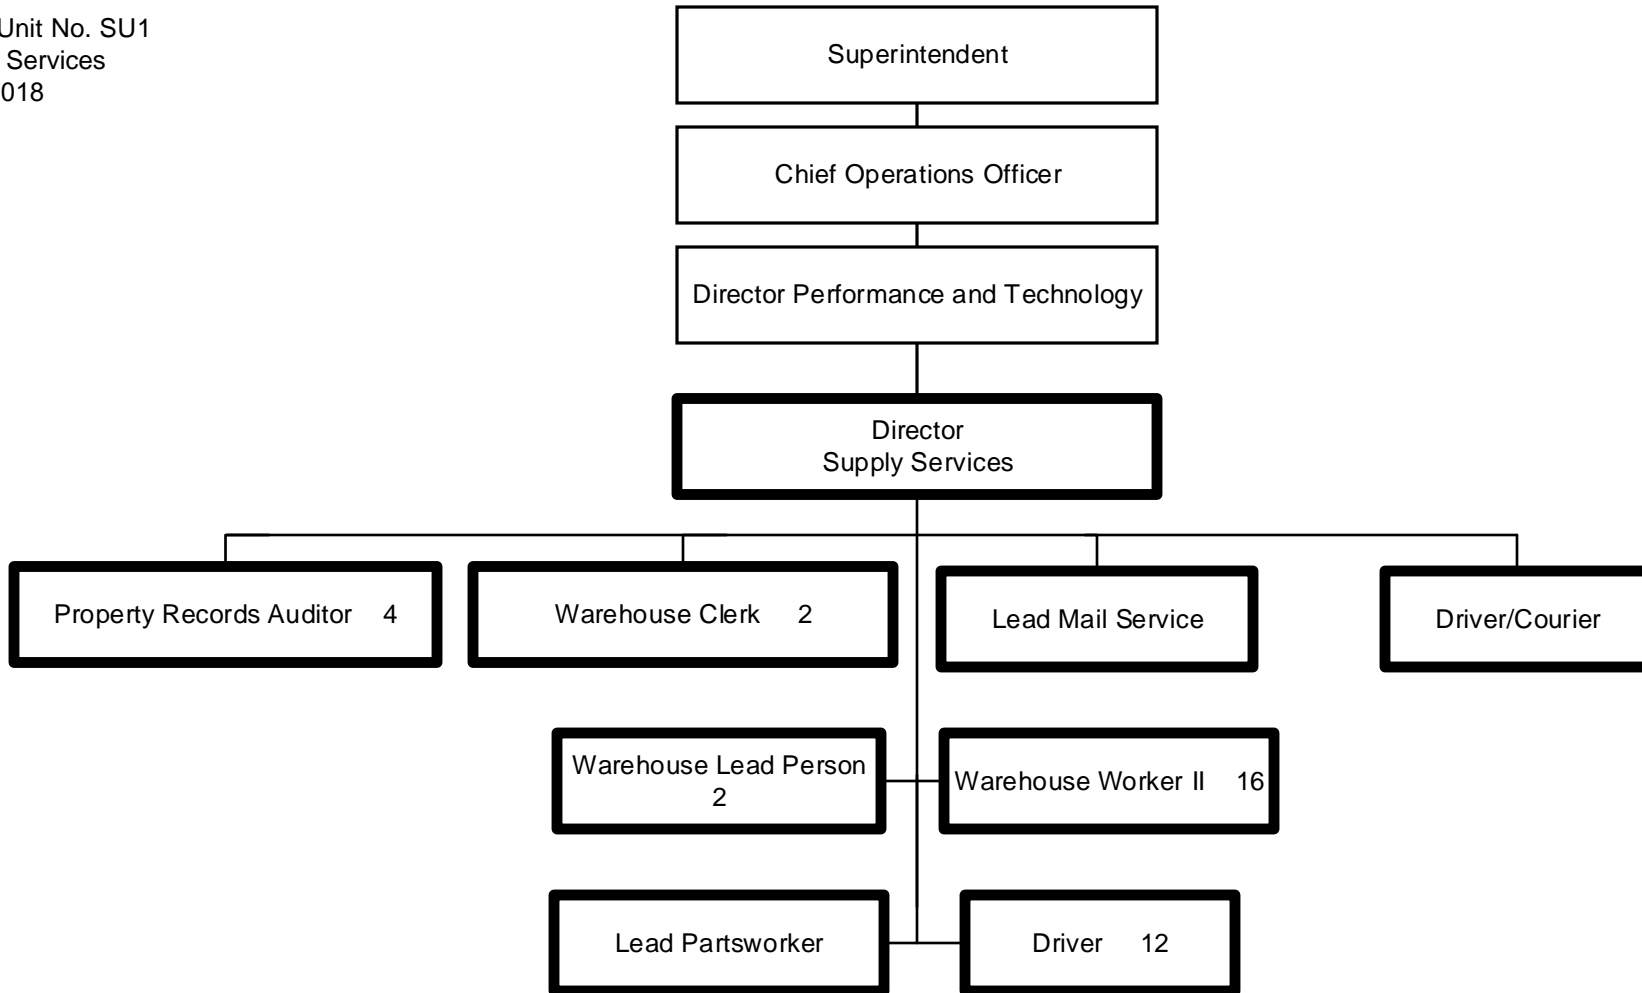 Unit No. SU1
Services
018
Superintendent
Chief Operations Officer
Director Performance and Technology
Director
Supply Services
Property Records Auditor 4
Warehouse Clerk 2
Lead Mail Service
Driver/Courier
Warehouse Lead Person
2
Warehouse Worker II 16
Lead Partsworker
Driver 12